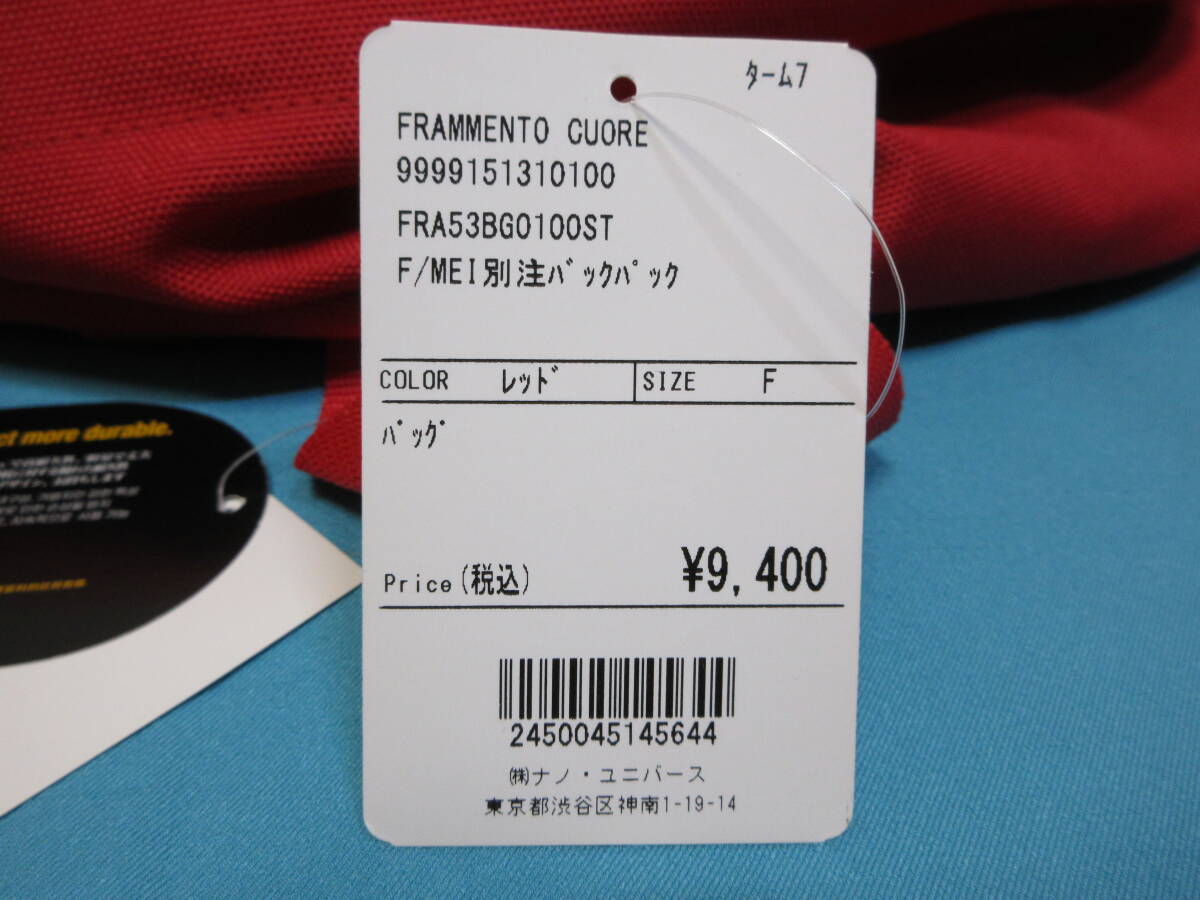 ﾀｰﾑ7
FRAMMENTO CUORE
9999151310100
FRA53BG0100ST
F/MEI別注ﾊﾞｯｸﾊﾟｯｸ
COLOR ﾚｯﾄﾞ SIZE F
ﾊﾞｯｸﾞ
Price(税込) ¥9,400
2450045145644
㈱ナノ・ユニバース
東京都渋谷区神南1-19-14
ct more durable.